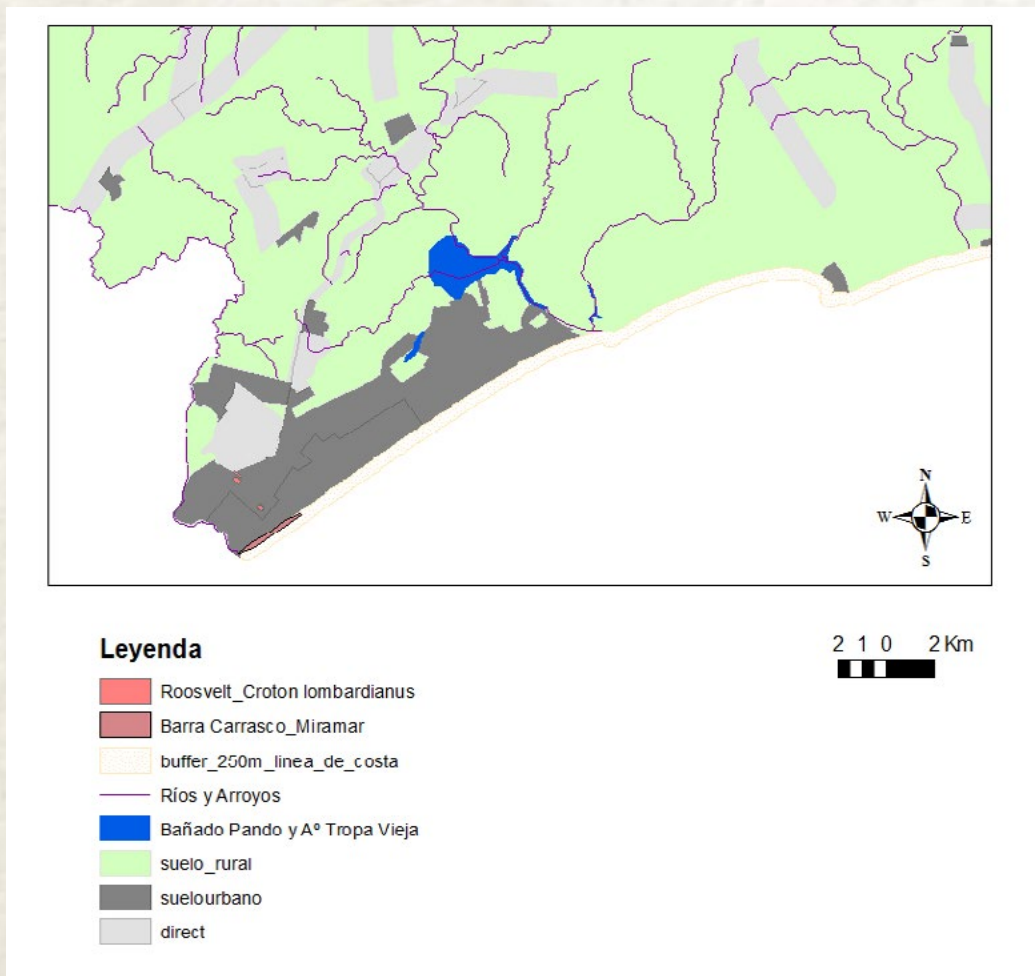 N
W E
S
Leyenda
2 1 0 2 Km
Roosvelt_Croton lombardianus
Barra Carrasco_Miramar
buffer_250m_linea_de_costa
Ríos y Arroyos
Bañado Pando y Aº Tropa Vieja
suelo_rural
suelourbano
direct